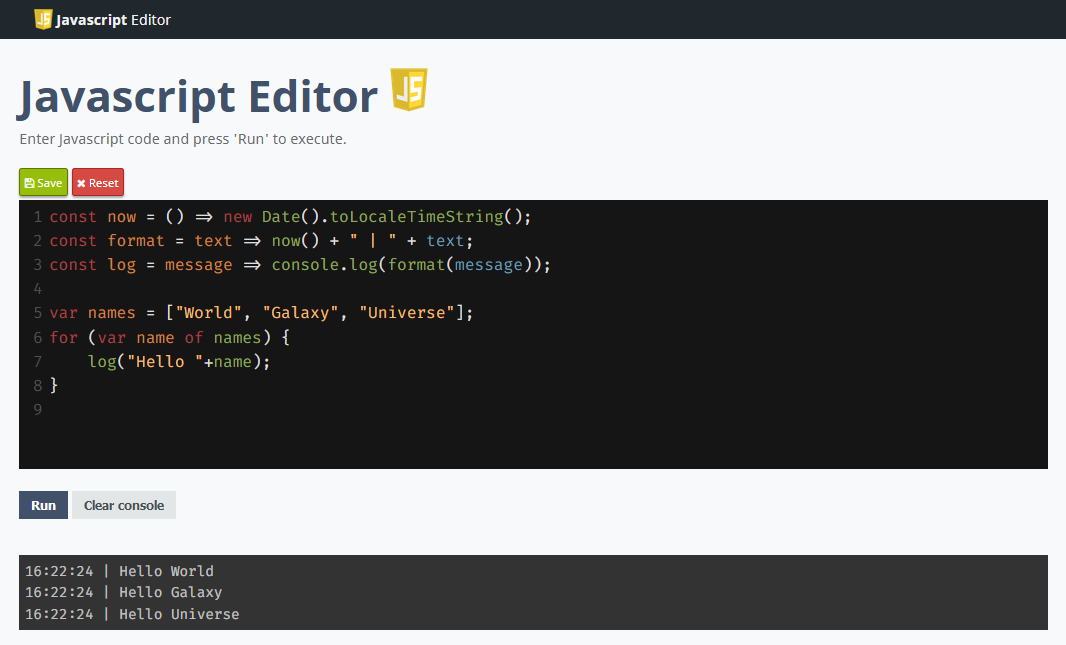 JS Javascript Editor
Javascript Editor JS
Enter Javascript code and press 'Run' to execute.
Save Reset
1 const now = () => new Date().toLocaleTimeString();
2 const format = text => now() + " | " + text;
3 const log = message => console.log(format(message));
4
5 var names = ["World", "Galaxy", "Universe"];
6 for (var name of names) {
7     log("Hello "+name);
8 }
9
Run Clear console
16:22:24 | Hello World
16:22:24 | Hello Galaxy
16:22:24 | Hello Universe